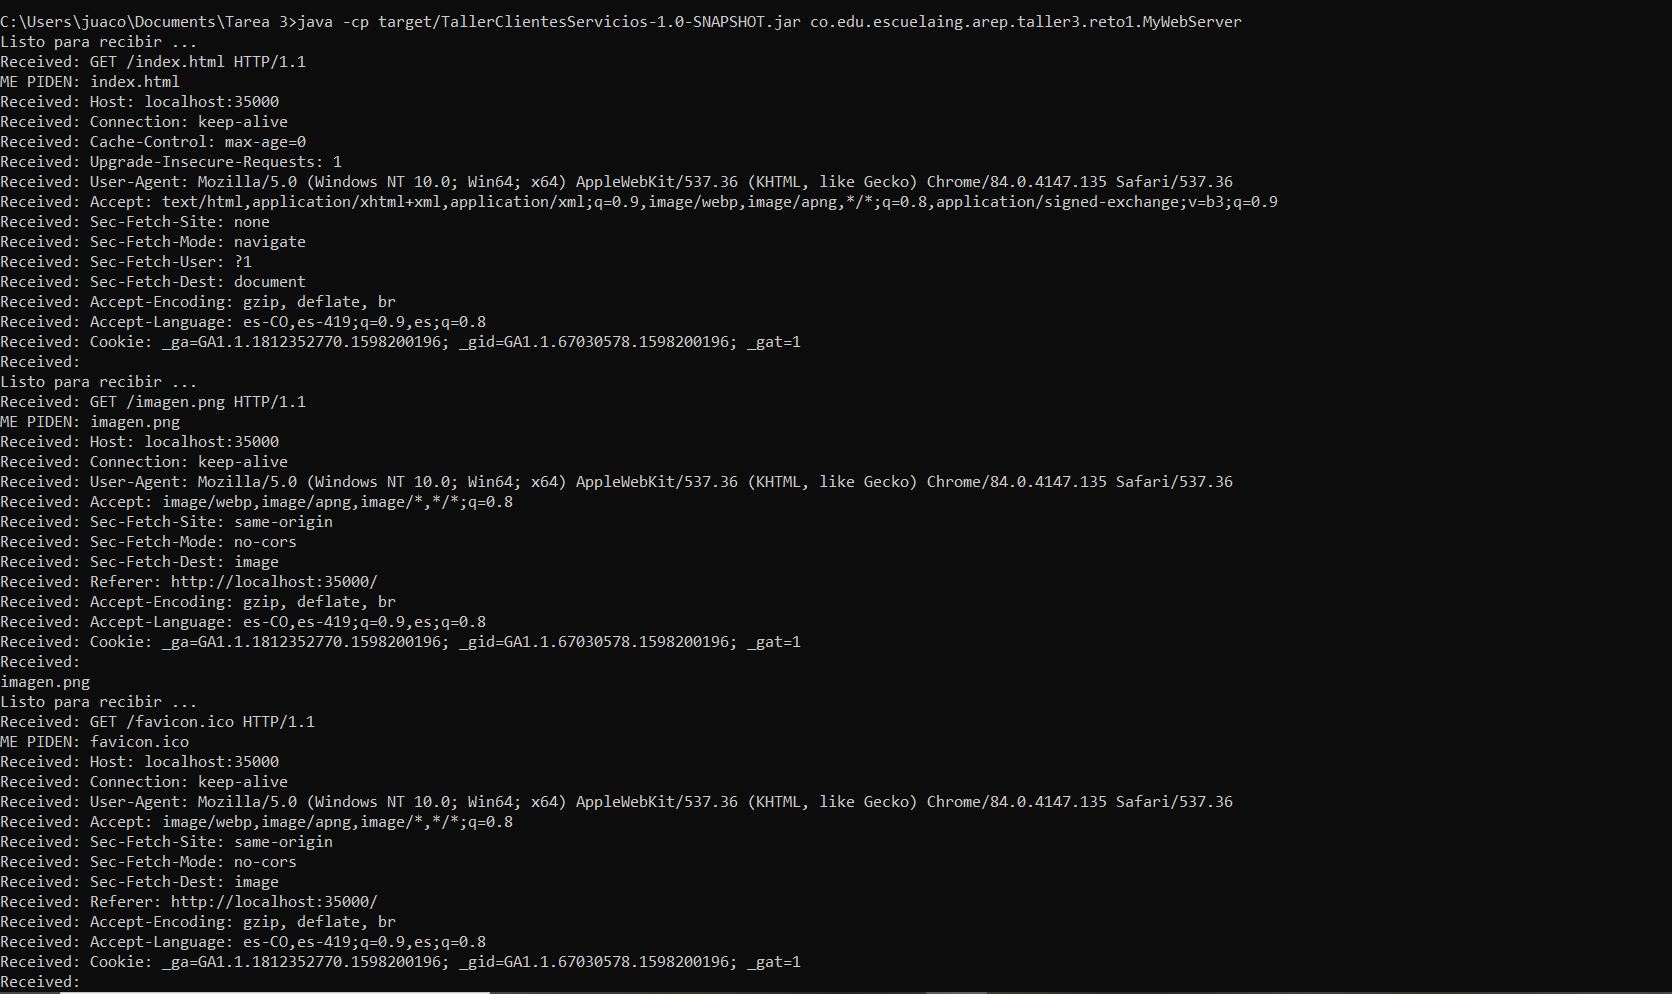 C:\Users\juaco\Documents\Tarea 3>java -cp target/TallerClientesServicios-1.0-SNAPSHOT.jar co.edu.escuelaing.arep.taller3.reto1.MyWebServer
Listo para recibir ...
Received: GET /index.html HTTP/1.1
ME PIDEN: index.html
Received: Host: localhost:35000
Received: Connection: keep-alive
Received: Cache-Control: max-age=0
Received: Upgrade-Insecure-Requests: 1
Received: User-Agent: Mozilla/5.0 (Windows NT 10.0; Win64; x64) AppleWebKit/537.36 (KHTML, like Gecko) Chrome/84.0.4147.135 Safari/537.36
Received: Accept: text/html,application/xhtml+xml,application/xml;q=0.9,image/webp,image/apng,*/*;q=0.8,application/signed-exchange;v=b3;q=0.9
Received: Sec-Fetch-Site: none
Received: Sec-Fetch-Mode: navigate
Received: Sec-Fetch-User: ?1
Received: Sec-Fetch-Dest: document
Received: Accept-Encoding: gzip, deflate, br
Received: Accept-Language: es-CO,es-419;q=0.9,es;q=0.8
Received: Cookie: _ga=GA1.1.1812352770.1598200196; _gid=GA1.1.67030578.1598200196; _gat=1
Received:
Listo para recibir ...
Received: GET /imagen.png HTTP/1.1
ME PIDEN: imagen.png
Received: Host: localhost:35000
Received: Connection: keep-alive
Received: User-Agent: Mozilla/5.0 (Windows NT 10.0; Win64; x64) AppleWebKit/537.36 (KHTML, like Gecko) Chrome/84.0.4147.135 Safari/537.36
Received: Accept: image/webp,image/apng,image/*,*/*;q=0.8
Received: Sec-Fetch-Site: same-origin
Received: Sec-Fetch-Mode: no-cors
Received: Sec-Fetch-Dest: image
Received: Referer: http://localhost:35000/
Received: Accept-Encoding: gzip, deflate, br
Received: Accept-Language: es-CO,es-419;q=0.9,es;q=0.8
Received: Cookie: _ga=GA1.1.1812352770.1598200196; _gid=GA1.1.67030578.1598200196; _gat=1
Received:
imagen.png
Listo para recibir ...
Received: GET /favicon.ico HTTP/1.1
ME PIDEN: favicon.ico
Received: Host: localhost:35000
Received: Connection: keep-alive
Received: User-Agent: Mozilla/5.0 (Windows NT 10.0; Win64; x64) AppleWebKit/537.36 (KHTML, like Gecko) Chrome/84.0.4147.135 Safari/537.36
Received: Accept: image/webp,image/apng,image/*,*/*;q=0.8
Received: Sec-Fetch-Site: same-origin
Received: Sec-Fetch-Mode: no-cors
Received: Sec-Fetch-Dest: image
Received: Referer: http://localhost:35000/
Received: Accept-Encoding: gzip, deflate, br
Received: Accept-Language: es-CO,es-419;q=0.9,es;q=0.8
Received: Cookie: _ga=GA1.1.1812352770.1598200196; _gid=GA1.1.67030578.1598200196; _gat=1
Received: